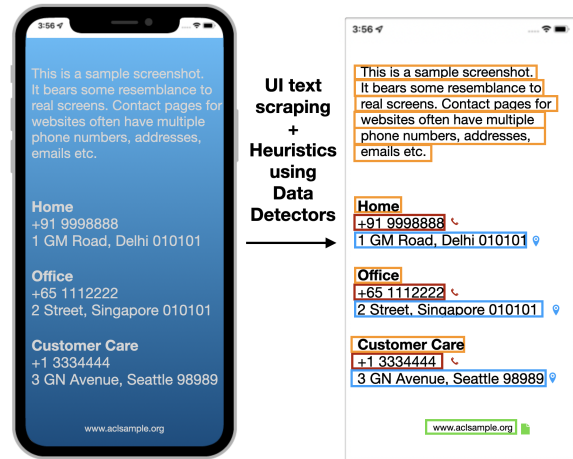 3:56
This is a sample screenshot.
It bears some resemblance to
real screens. Contact pages for
websites often have multiple
phone numbers, addresses,
emails etc.
Home
+91 9998888
1 GM Road, Delhi 010101
Office
+65 1112222
2 Street, Singapore 010101
Customer Care
+1 3334444
3 GN Avenue, Seattle 98989
www.aclsample.org
UI text
scraping
+
Heuristics
using
Data
Detectors
3:56
This is a sample screenshot.
It bears some resemblance to
real screens. Contact pages for
websites often have multiple
phone numbers, addresses,
emails etc.
Home
+91 9998888
1 GM Road, Delhi 010101
Office
+65 1112222
2 Street, Singapore 010101
Customer Care
+1 3334444
3 GN Avenue, Seattle 98989
www.aclsample.org